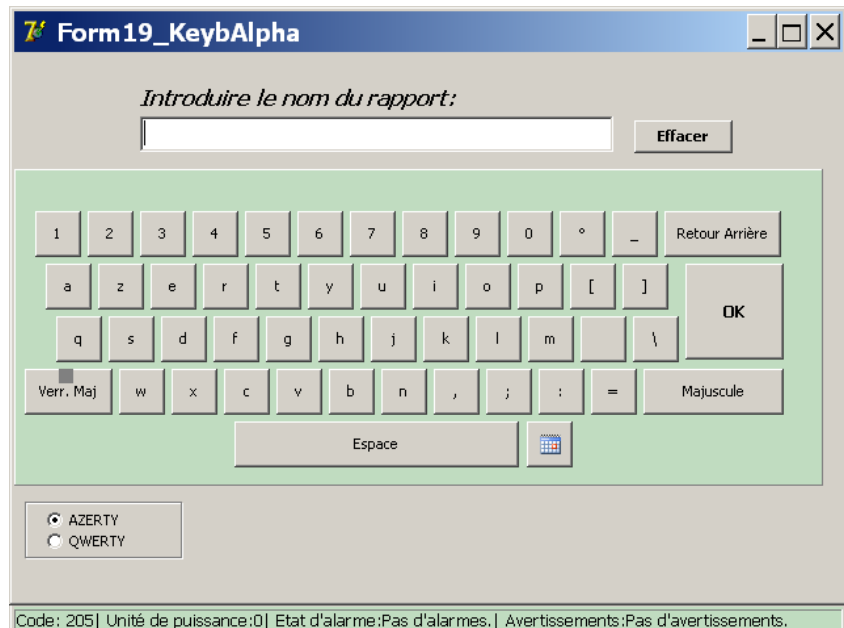 Form19_KeybAlpha
Introduire le nom du rapport:
Effacer
1 2 3 4 5 6 7 8 9 0 ° _ Retour Arrière
a z e r t y u i o p [ ]
OK
q s d f g h j k l m \
Verr. Maj w x c v b n , ; : = Majuscule
Espace
AZERTY
QWERTY
Code: 205| Unité de puissance:0| Etat d'alarme:Pas d'alarmes.| Avertissements:Pas d'avertissements.